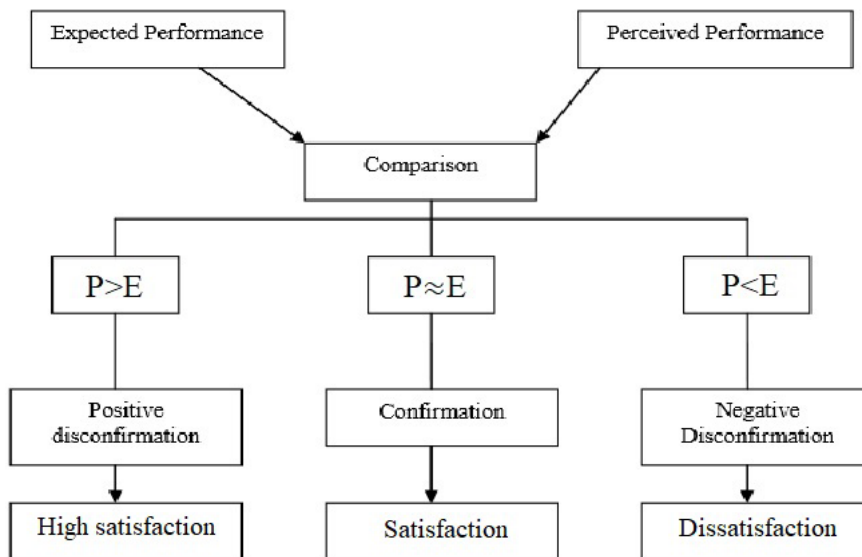 Expected Performance
Perceived Performance
Comparison
P>E
P≈E
P<E
Positive
disconfirmation
Confirmation
Negative
Disconfirmation
High satisfaction
Satisfaction
Dissatisfaction